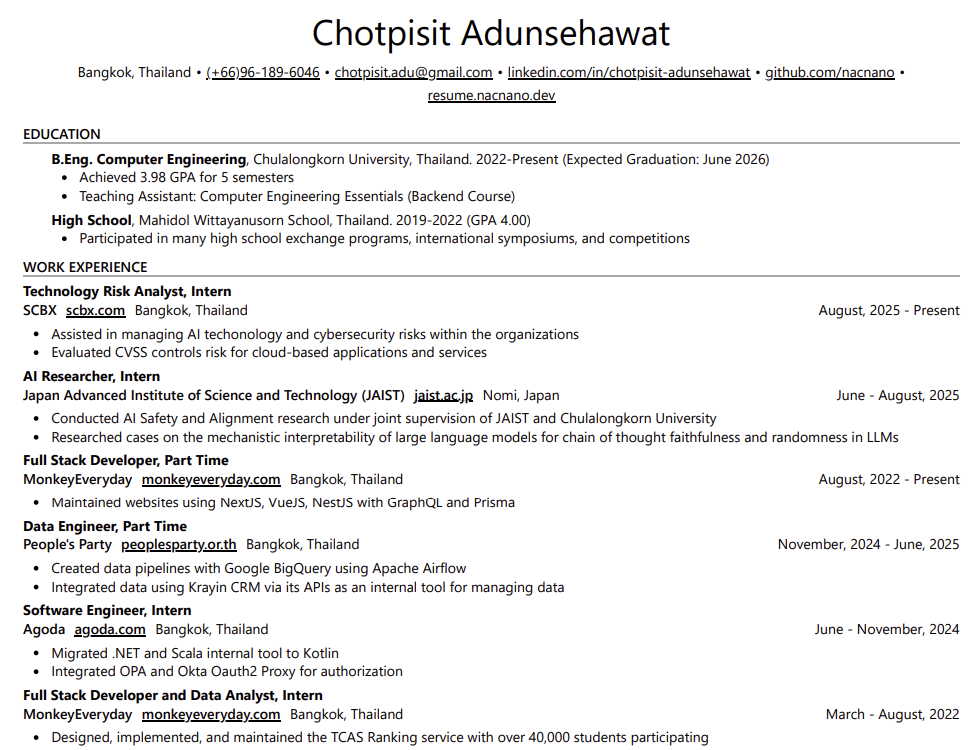 Chotpisit Adunsehawat
Bangkok, Thailand • (+66)96-189-6046 • chotpisit.adu@gmail.com • linkedin.com/in/chotpisit-adunsehawat • github.com/nacnano •
resume.nacnano.dev
EDUCATION
B.Eng. Computer Engineering, Chulalongkorn University, Thailand. 2022-Present (Expected Graduation: June 2026)
• Achieved 3.98 GPA for 5 semesters
• Teaching Assistant: Computer Engineering Essentials (Backend Course)
High School, Mahidol Wittayanusorn School, Thailand. 2019-2022 (GPA 4.00)
• Participated in many high school exchange programs, international symposiums, and competitions
WORK EXPERIENCE
Technology Risk Analyst, Intern
SCBX scbx.com Bangkok, Thailand August, 2025 - Present
• Assisted in managing AI techonology and cybersecurity risks within the organizations
• Evaluated CVSS controls risk for cloud-based applications and services
AI Researcher, Intern
Japan Advanced Institute of Science and Technology (JAIST) jaist.ac.jp Nomi, Japan June - August, 2025
• Conducted AI Safety and Alignment research under joint supervision of JAIST and Chulalongkorn University
• Researched cases on the mechanistic interpretability of large language models for chain of thought faithfulness and randomness in LLMs
Full Stack Developer, Part Time
MonkeyEveryday monkeyeveryday.com Bangkok, Thailand August, 2022 - Present
• Maintained websites using NextJS, VueJS, NestJS with GraphQL and Prisma
Data Engineer, Part Time
People's Party peoplesparty.or.th Bangkok, Thailand November, 2024 - June, 2025
• Created data pipelines with Google BigQuery using Apache Airflow
• Integrated data using Krayin CRM via its APIs as an internal tool for managing data
Software Engineer, Intern
Agoda agoda.com Bangkok, Thailand June - November, 2024
• Migrated .NET and Scala internal tool to Kotlin
• Integrated OPA and Okta Oauth2 Proxy for authorization
Full Stack Developer and Data Analyst, Intern
MonkeyEveryday monkeyeveryday.com Bangkok, Thailand March - August, 2022
• Designed, implemented, and maintained the TCAS Ranking service with over 40,000 students participating